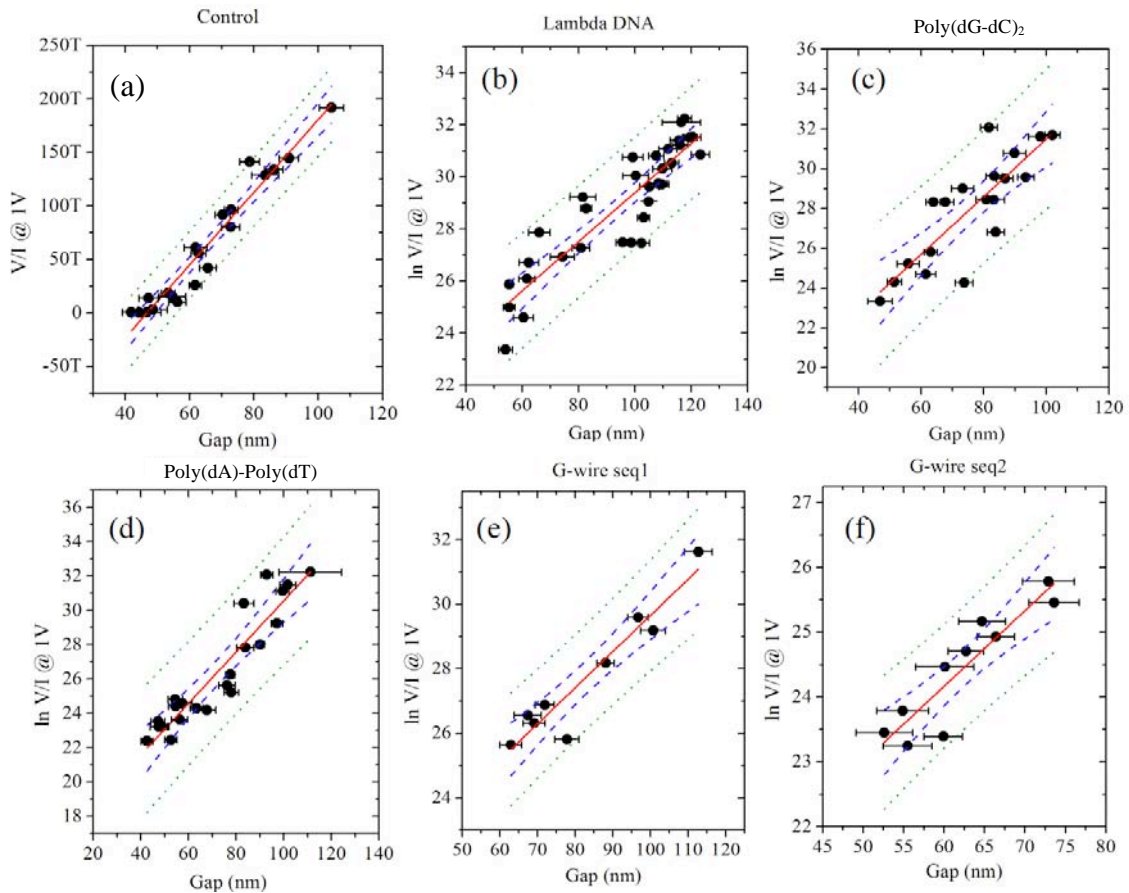 Control
(a)
V/I @ 1V
250T
200T
150T
100T
50T
0
-50T
40 60 80 100 120
Gap (nm)
Lambda DNA
(b)
ln V/I @ 1V
34
32
30
28
26
24
22
40 60 80 100 120 140
Gap (nm)
Poly(dG-dC)₂
(c)
ln V/I @ 1V
36
34
32
30
28
26
24
22
20
40 60 80 100 120
Gap (nm)
Poly(dA)-Poly(dT)
(d)
ln V/I @ 1V
36
34
32
30
28
26
24
22
20
18
20 40 60 80 100 120 140
Gap (nm)
G-wire seq1
(e)
ln V/I @ 1V
32
30
28
26
24
22
50 60 70 80 90 100 110 120
Gap (nm)
G-wire seq2
(f)
ln V/I @ 1V
27
26
25
24
23
22
45 50 55 60 65 70 75 80
Gap (nm)